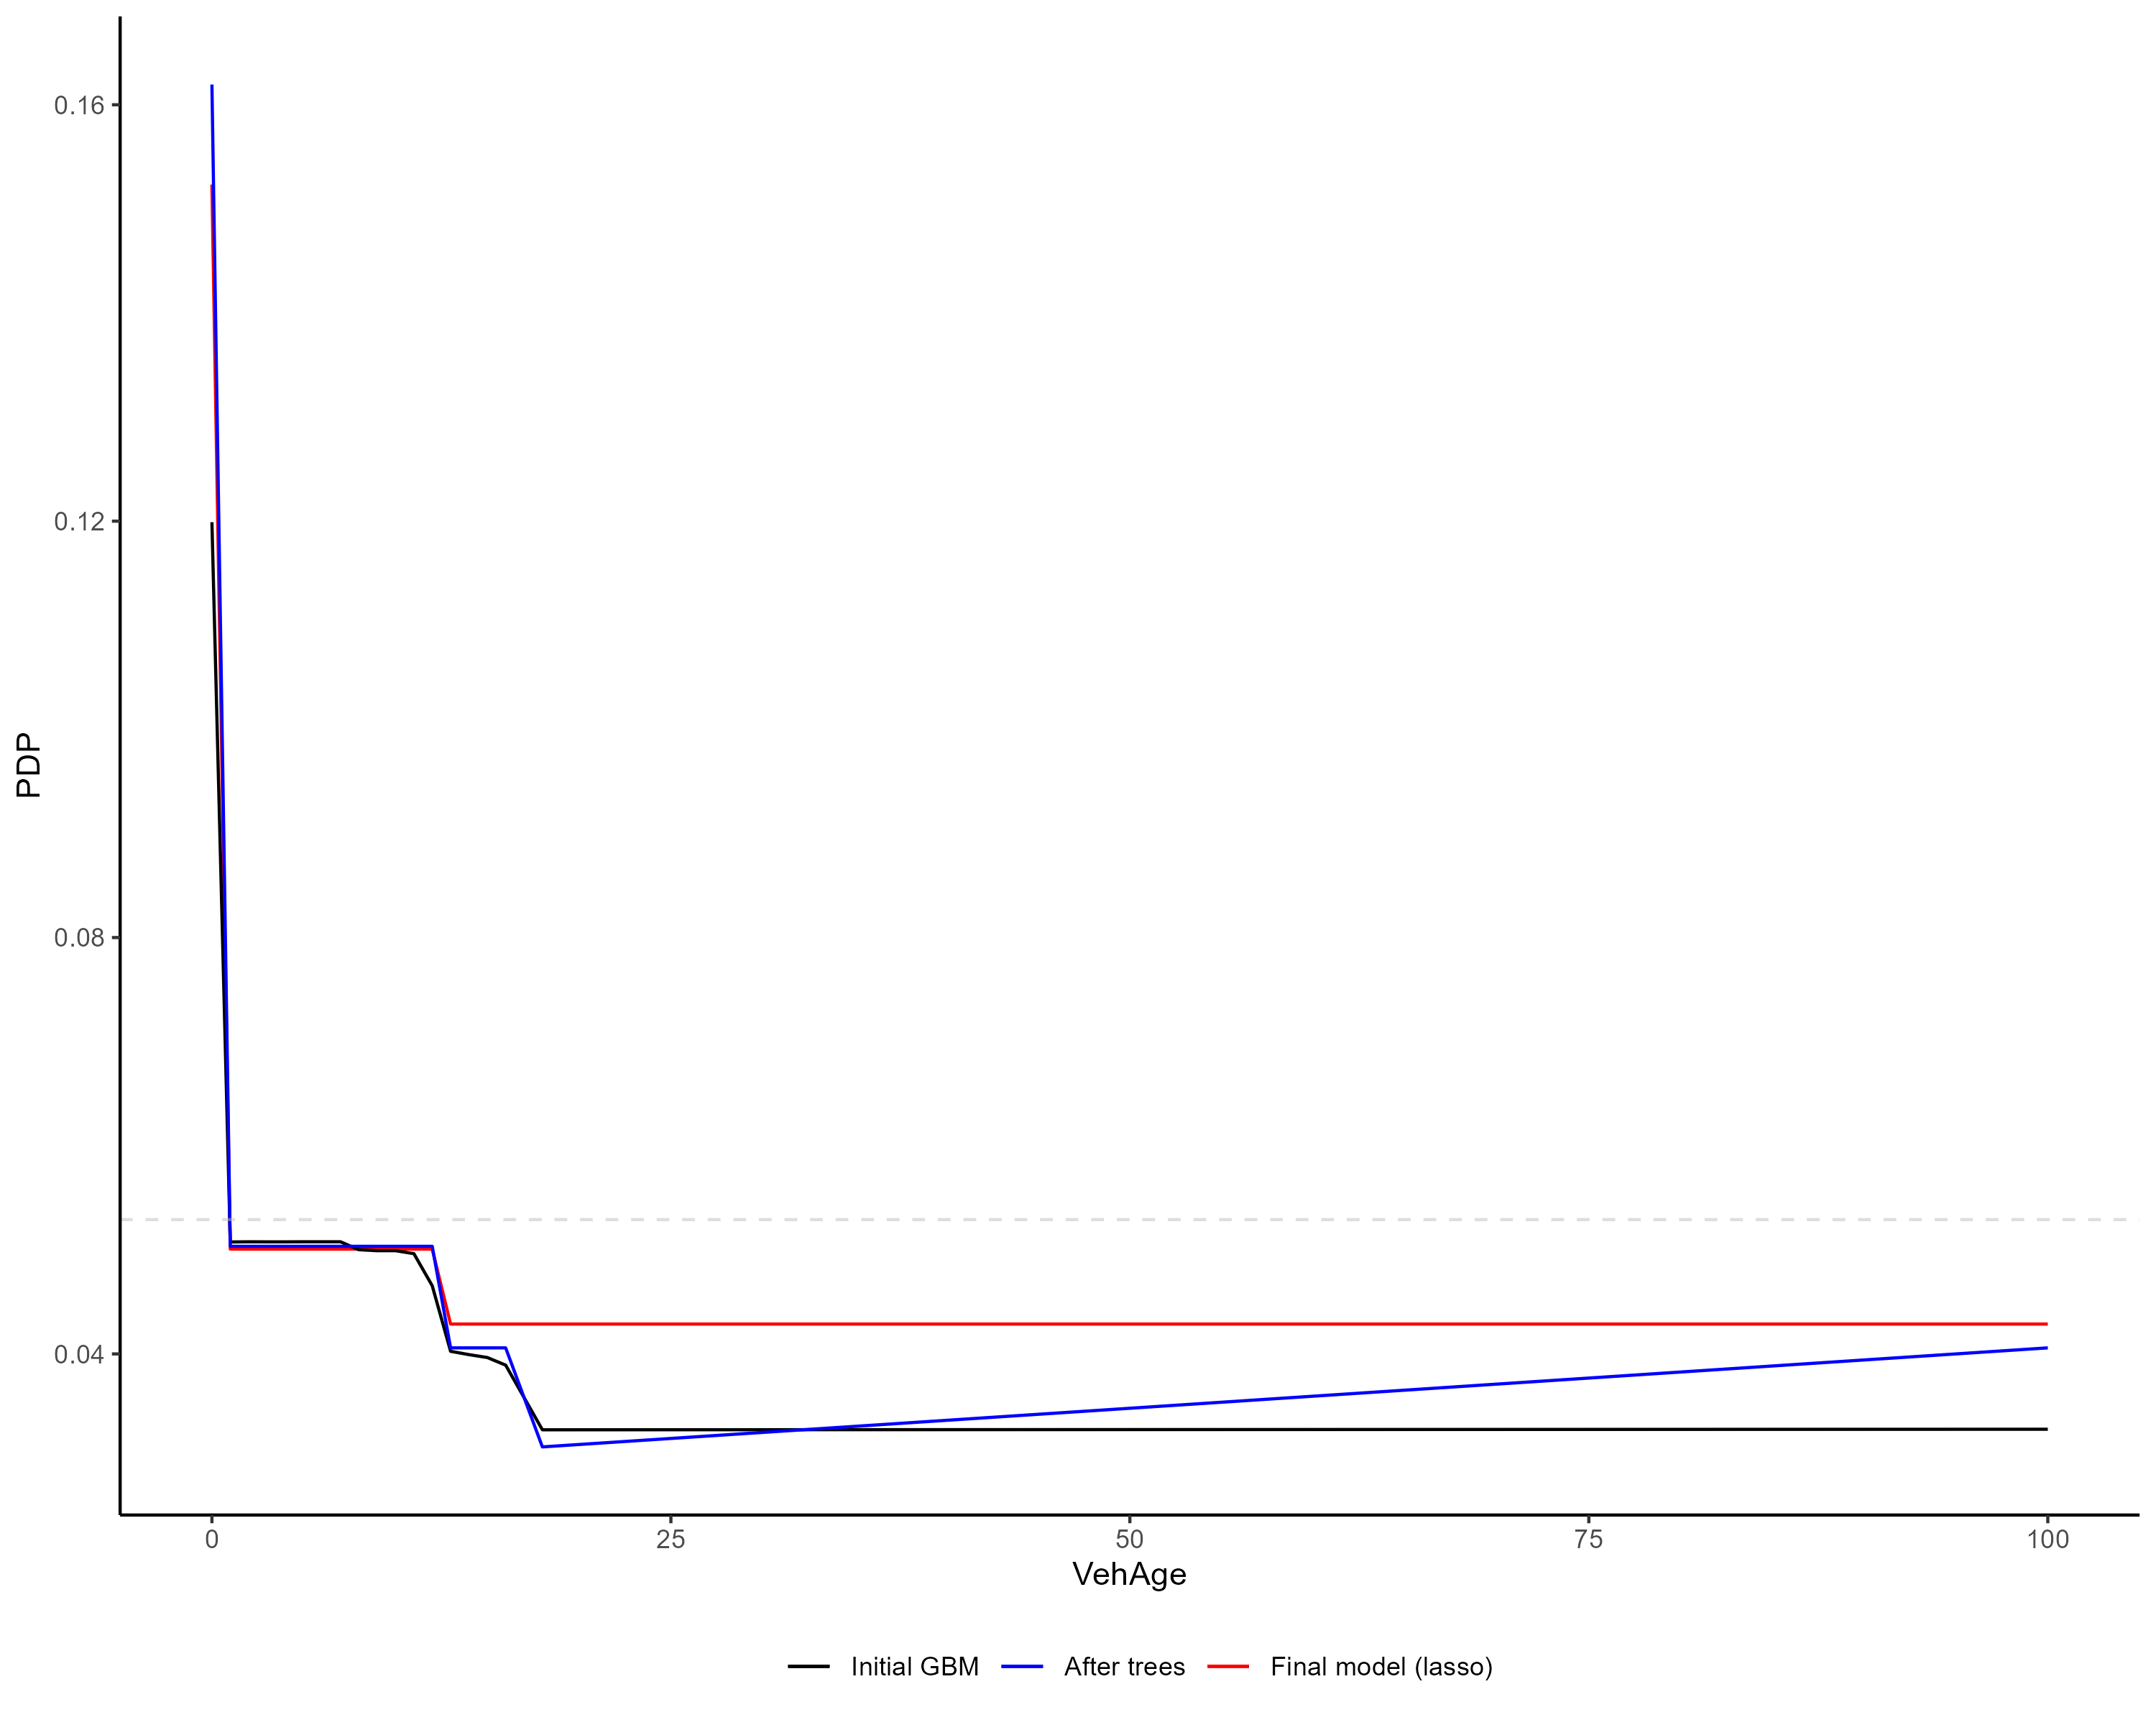 PDP
0.16
0.12
0.08
0.04
0 25 50 75 100
VehAge
Initial GBM After trees Final model (lasso)